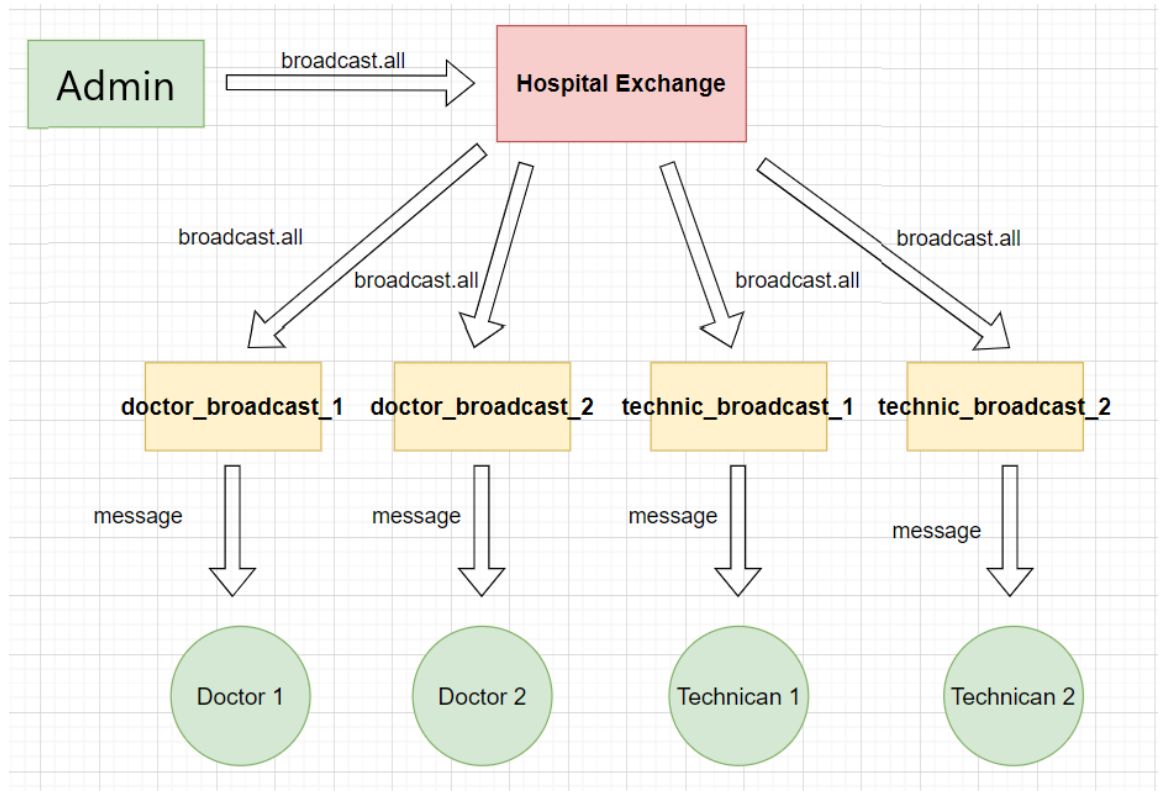 Admin
broadcast.all
Hospital Exchange
broadcast.all
broadcast.all
broadcast.all
broadcast.all
doctor_broadcast_1
doctor_broadcast_2
technic_broadcast_1
technic_broadcast_2
message
message
message
message
Doctor 1
Doctor 2
Technican 1
Technican 2